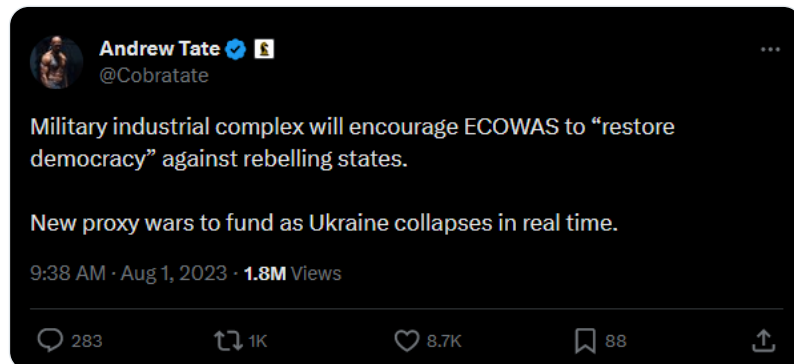 Andrew Tate
@Cobratate
Military industrial complex will encourage ECOWAS to “restore
democracy” against rebelling states.
New proxy wars to fund as Ukraine collapses in real time.
9:38 AM · Aug 1, 2023 · 1.8M Views
283 1K 8.7K 88